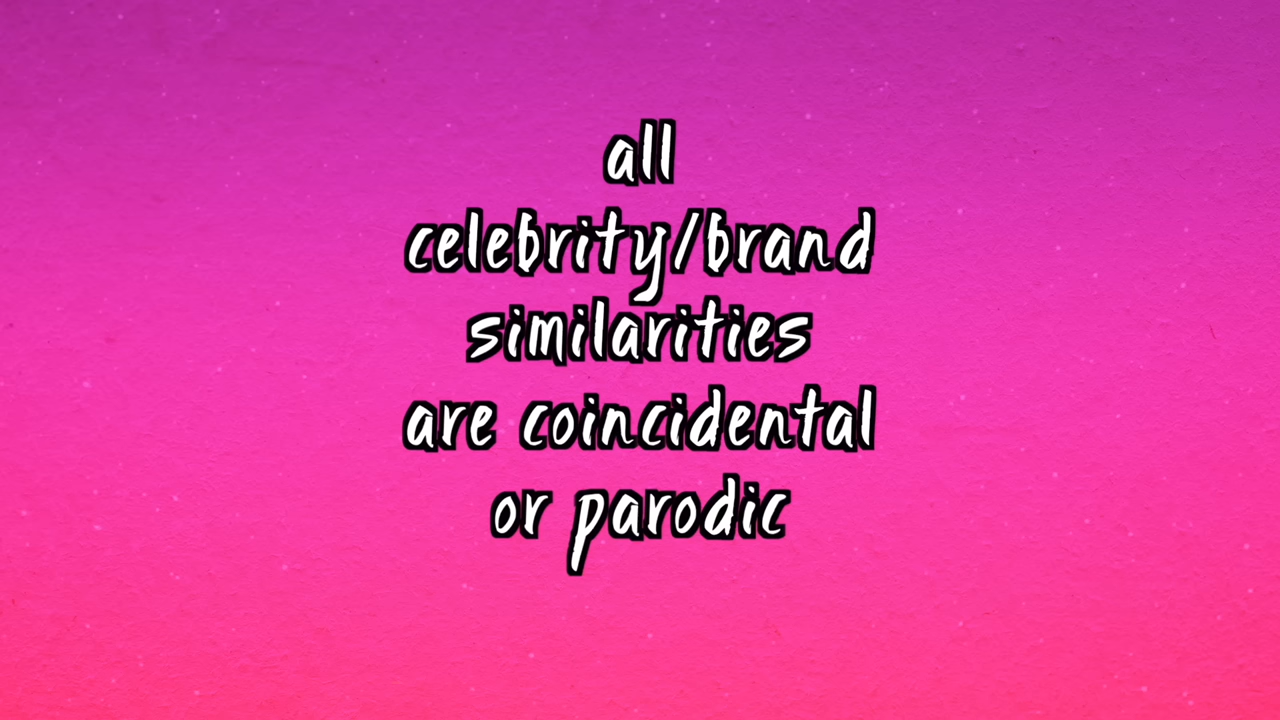 all
celebrity/brand
similarities
are coincidental
or parodic